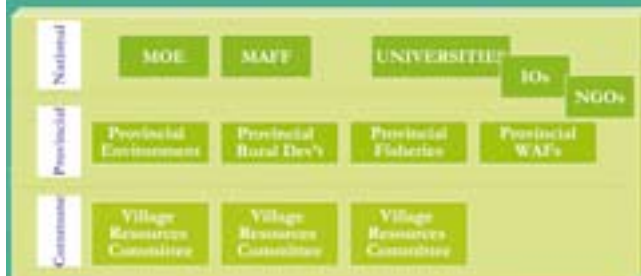 National
MOE
MAFF
UNIVERSITIES
IOs
NGOs
Provincial
Provincial
Environment
Provincial
Rural Dev't
Provincial
Fisheries
Provincial
WAFs
Commune
Village
Resources
Committee
Village
Resources
Committee
Village
Resources
Committee